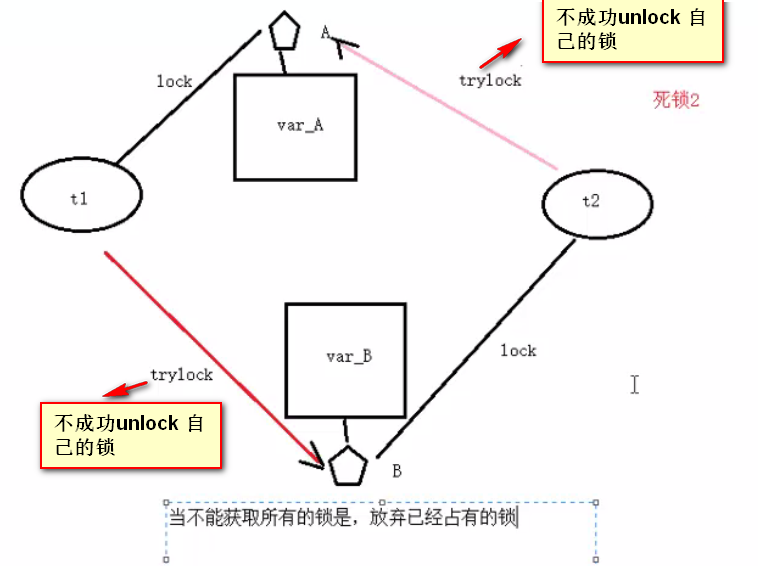 不成功unlock 自
己的锁
A
lock
trylock
死锁2
var_A
t1
t2
var_B
lock
trylock
不成功unlock 自
己的锁
B
当不能获取所有的锁是，放弃已经占有的锁